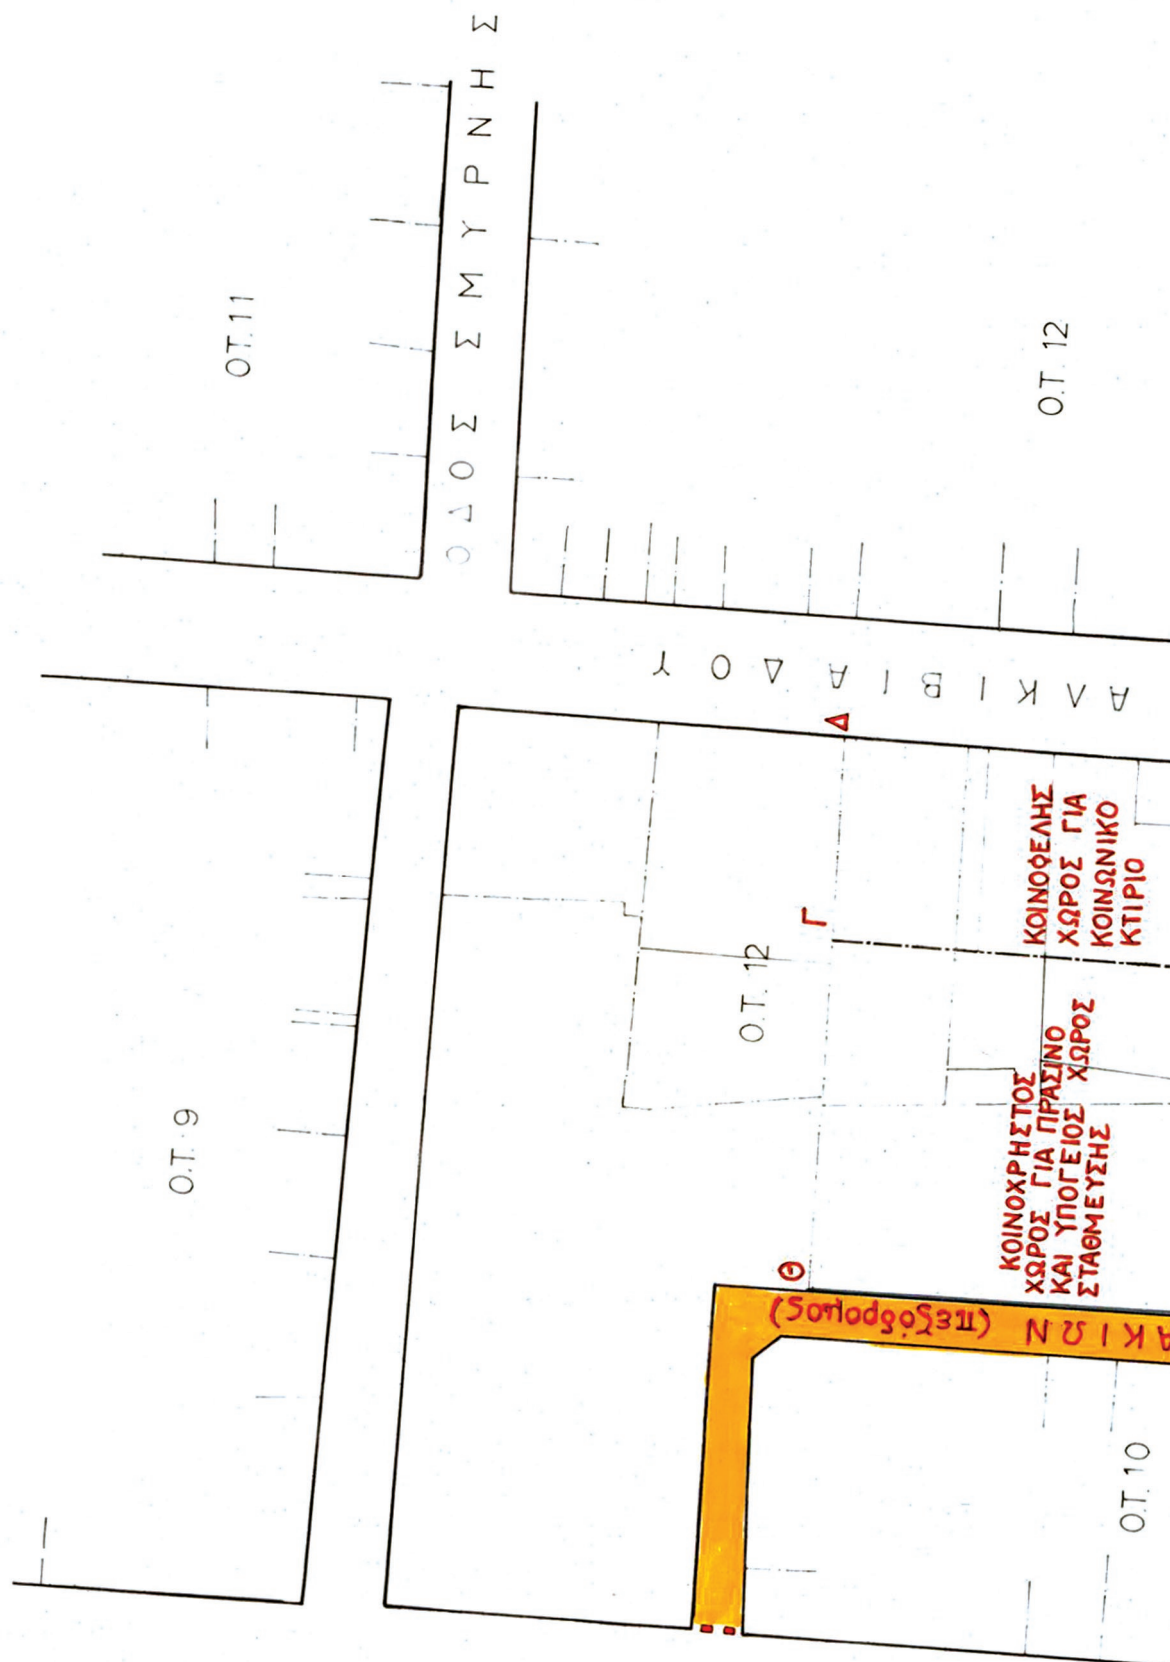 ΟΔΟΣ ΣΜΥΡΝΗΣ
Ο.Τ. 11
Ο.Τ. 12
ΑΛΚΙΒΙΑΔΟΥ
Δ
Γ
Ο.Τ. 12
ΚΟΙΝΟΦΕΛΗΣ
ΧΩΡΟΣ ΓΙΑ
ΚΟΙΝΩΝΙΚΟ
ΚΤΙΡΙΟ
Ο.Τ. 9
ΚΟΙΝΟΧΡΗΣΤΟΣ
ΧΩΡΟΣ ΓΙΑ ΠΡΑΣΙΝΟ
ΚΑΙ ΥΠΟΓΕΙΟΣ ΧΩΡΟΣ
ΣΤΑΘΜΕΥΣΗΣ
Θ
ΑΚΙΩΝ (πεζόδρομος)
Ο.Τ. 10